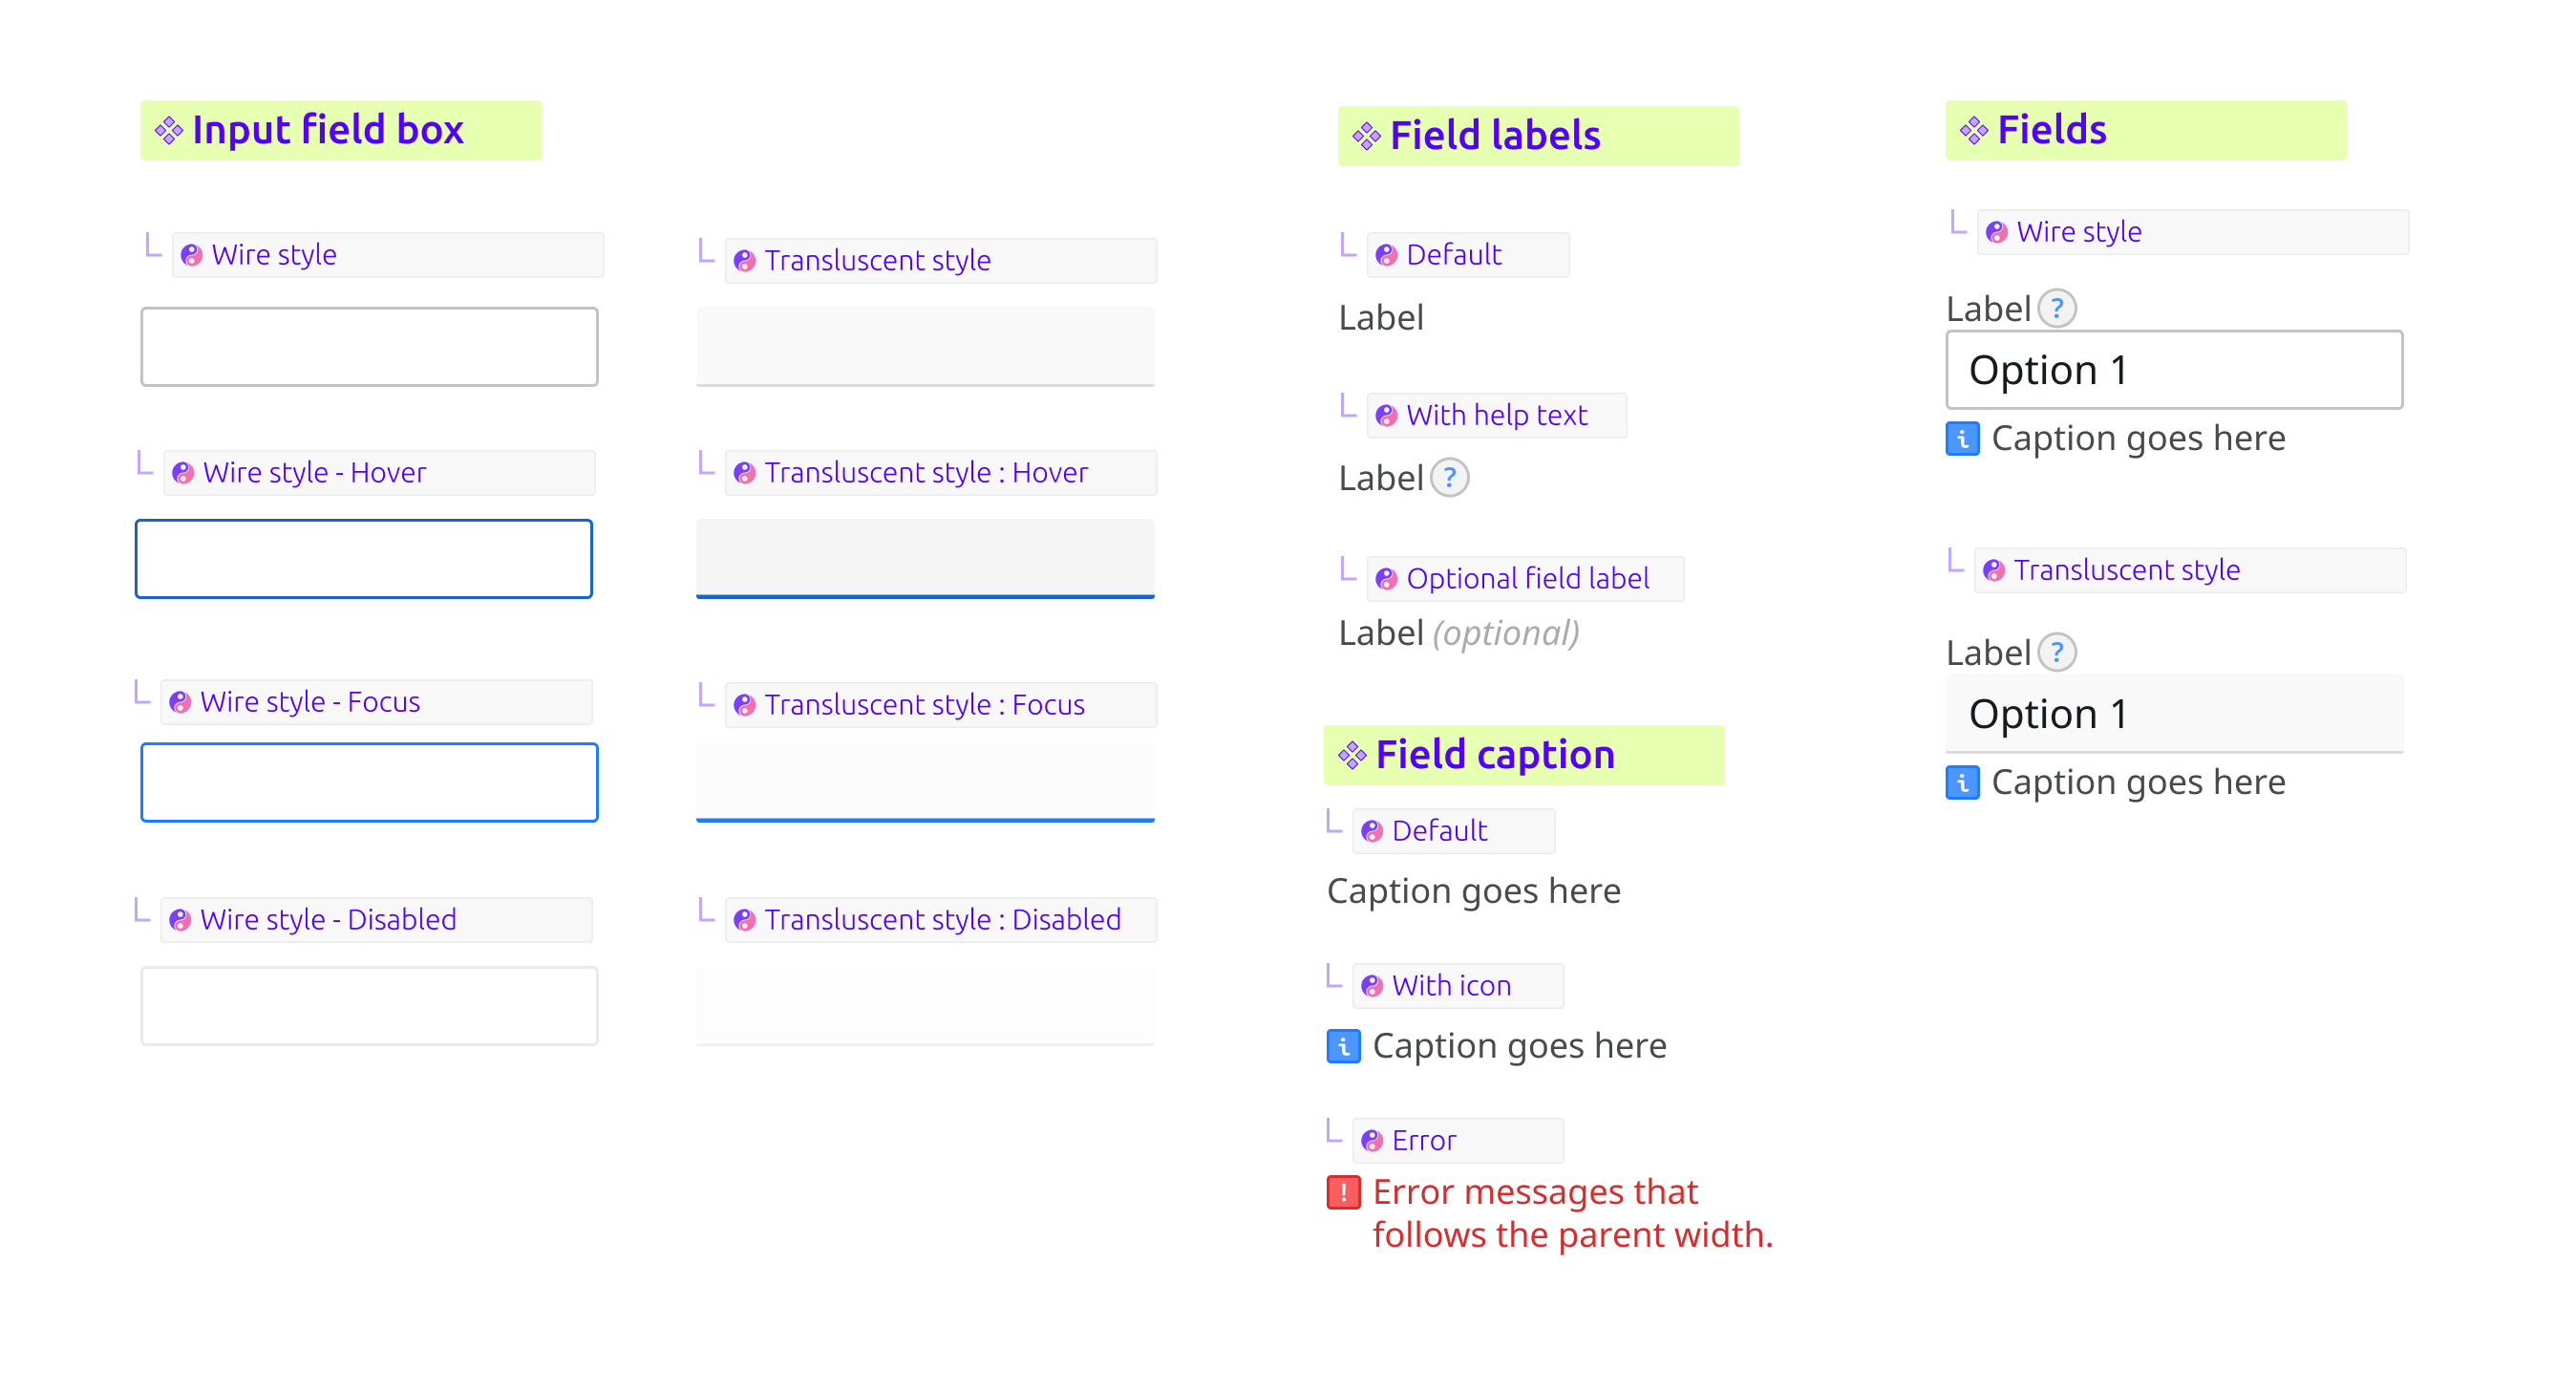 Input field box
Wire style
Wire style - Hover
Wire style - Focus
Wire style - Disabled
Transluscent style
Transluscent style : Hover
Transluscent style : Focus
Transluscent style : Disabled
Field labels
Default
Label
With help text
Label ?
Optional field label
Label (optional)
Field caption
Default
Caption goes here
With icon
i Caption goes here
Error
! Error messages that
follows the parent width.
Fields
Wire style
Label ?
Option 1
i Caption goes here
Transluscent style
Label ?
Option 1
i Caption goes here